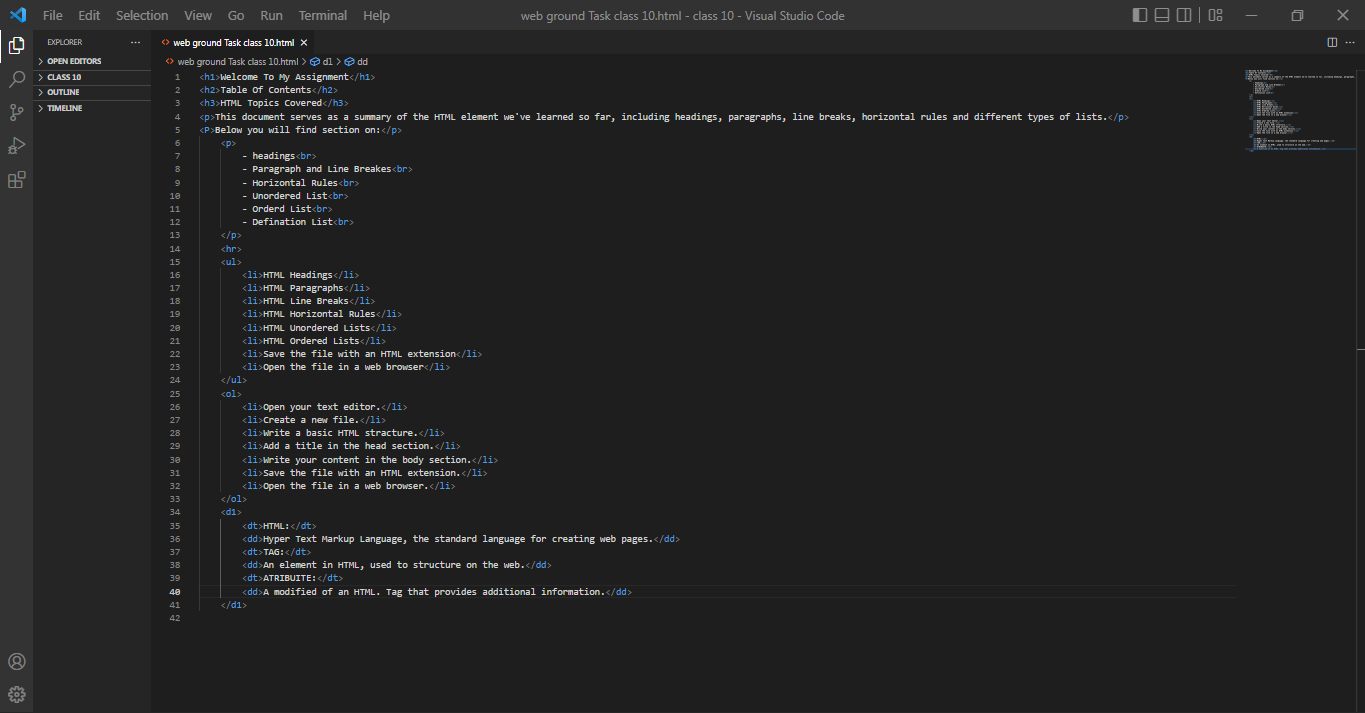 File Edit Selection View Go Run Terminal Help web ground Task class 10.html - class 10 - Visual Studio Code
EXPLORER ···
OPEN EDITORS
CLASS 10
OUTLINE
TIMELINE
web ground Task class 10.html
web ground Task class 10.html > dl > dd
1 <h1>Welcome To My Assignment</h1>
2 <h2>Table Of Contents</h2>
3 <h3>HTML Topics Covered</h3>
4 <p>This document serves as a summary of the HTML element we've learned so far, including headings, paragraphs, line breaks, horizontal rules and different types of lists.</p>
5 <P>Below you will find section on:</p>
6 <p>
7 - headings<br>
8 - Paragraph and Line Breakes<br>
9 - Horizontal Rules<br>
10 - Unordered List<br>
11 - Orderd List<br>
12 - Defination List<br>
13 </p>
14 <hr>
15 <ul>
16 <li>HTML Headings</li>
17 <li>HTML Paragraphs</li>
18 <li>HTML Line Breaks</li>
19 <li>HTML Horizontal Rules</li>
20 <li>HTML Unordered Lists</li>
21 <li>HTML Ordered Lists</li>
22 <li>Save the file with an HTML extension</li>
23 <li>Open the file in a web browser</li>
24 </ul>
25 <ol>
26 <li>Open your text editor.</li>
27 <li>Create a new file.</li>
28 <li>Write a basic HTML stracture.</li>
29 <li>Add a title in the head section.</li>
30 <li>Write your content in the body section.</li>
31 <li>Save the file with an HTML extension.</li>
32 <li>Open the file in a web browser.</li>
33 </ol>
34 <dl>
35 <dt>HTML:</dt>
36 <dd>Hyper Text Markup Language, the standard language for creating web pages.</dd>
37 <dt>TAG:</dt>
38 <dd>An element in HTML, used to structure on the web.</dd>
39 <dt>ATRIBUITE:</dt>
40 <dd>A modified of an HTML. Tag that provides additional information.</dd>
41 </dl>
42